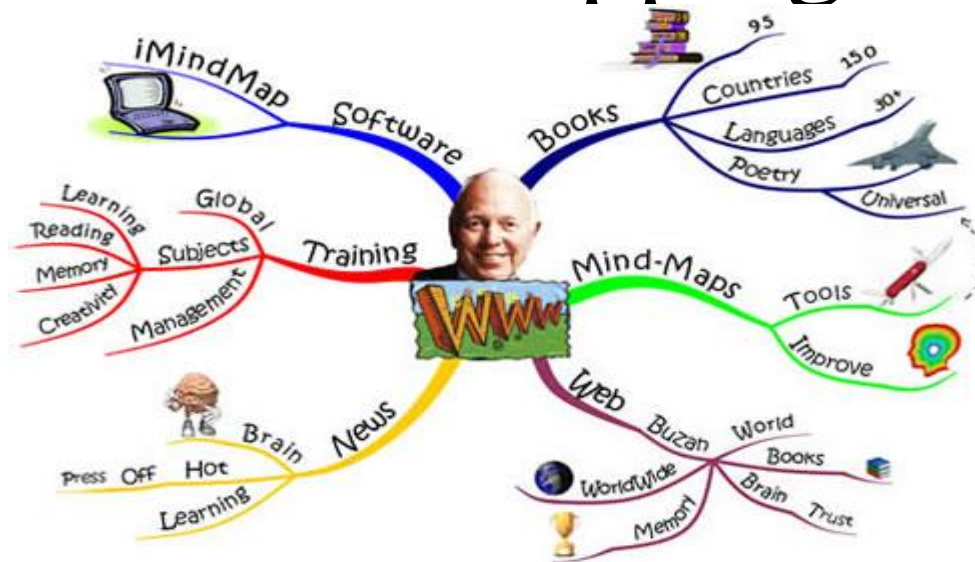 iMindMap
Software
Books
95
Countries 150
Languages 30+
Poetry
Universal
Training
Global
Subjects
Learning
Reading
Memory
Creativity
Management
Mind-Maps
Tools
Improve
WWW
News
Brain
Press Off Hot
Learning
Web
Buzan
World
Books
Brain Trust
WorldWide
Memory